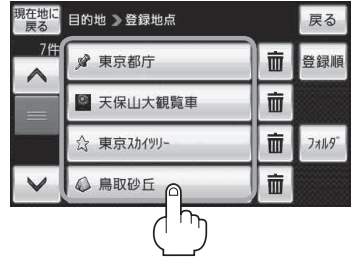 現在地に
戻る
目的地 》登録地点
戻る
7件
東京都庁
登録順
天保山大観覧車
東京ｽｶｲﾂﾘｰ
ﾌｫﾙﾀﾞ
鳥取砂丘